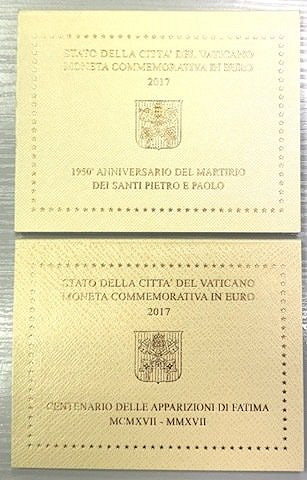 STATO DELLA CITTA' DEL VATICANO
MONETA COMMEMORATIVA IN EURO
2017
1950° ANNIVERSARIO DEL MARTIRIO
DEI SANTI PIETRO E PAOLO
STATO DELLA CITTA' DEL VATICANO
MONETA COMMEMORATIVA IN EURO
2017
CENTENARIO DELLE APPARIZIONI DI FATIMA
MCMXVII - MMXVII